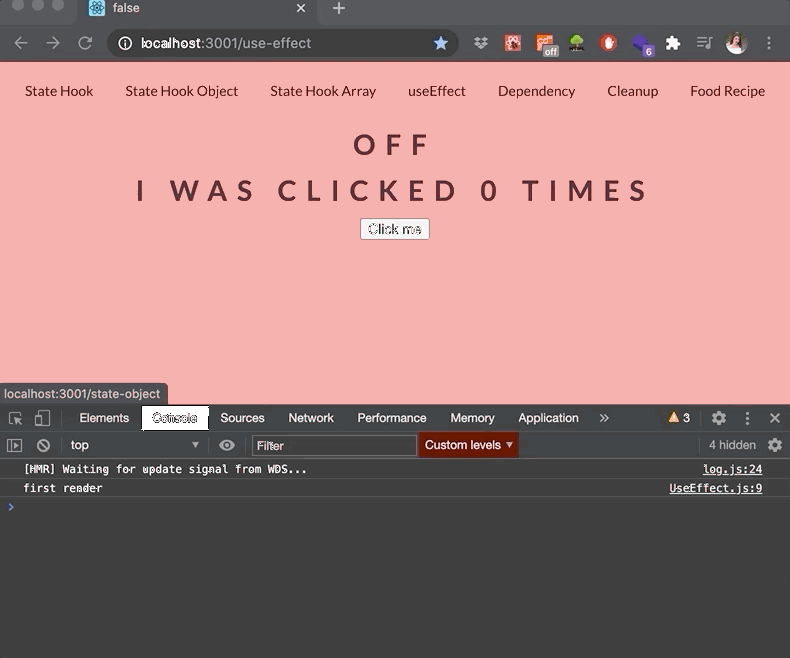 false
localhost:3001/use-effect
off
6
State Hook State Hook Object State Hook Array useEffect Dependency Cleanup Food Recipe
OFF
I WAS CLICKED 0 TIMES
Click me
localhost:3001/state-object
Elements Console Sources Network Performance Memory Application » 3
top Filter Custom levels 4 hidden
[HMR] Waiting for update signal from WDS... log.js:24
first render UseEffect.js:9
>